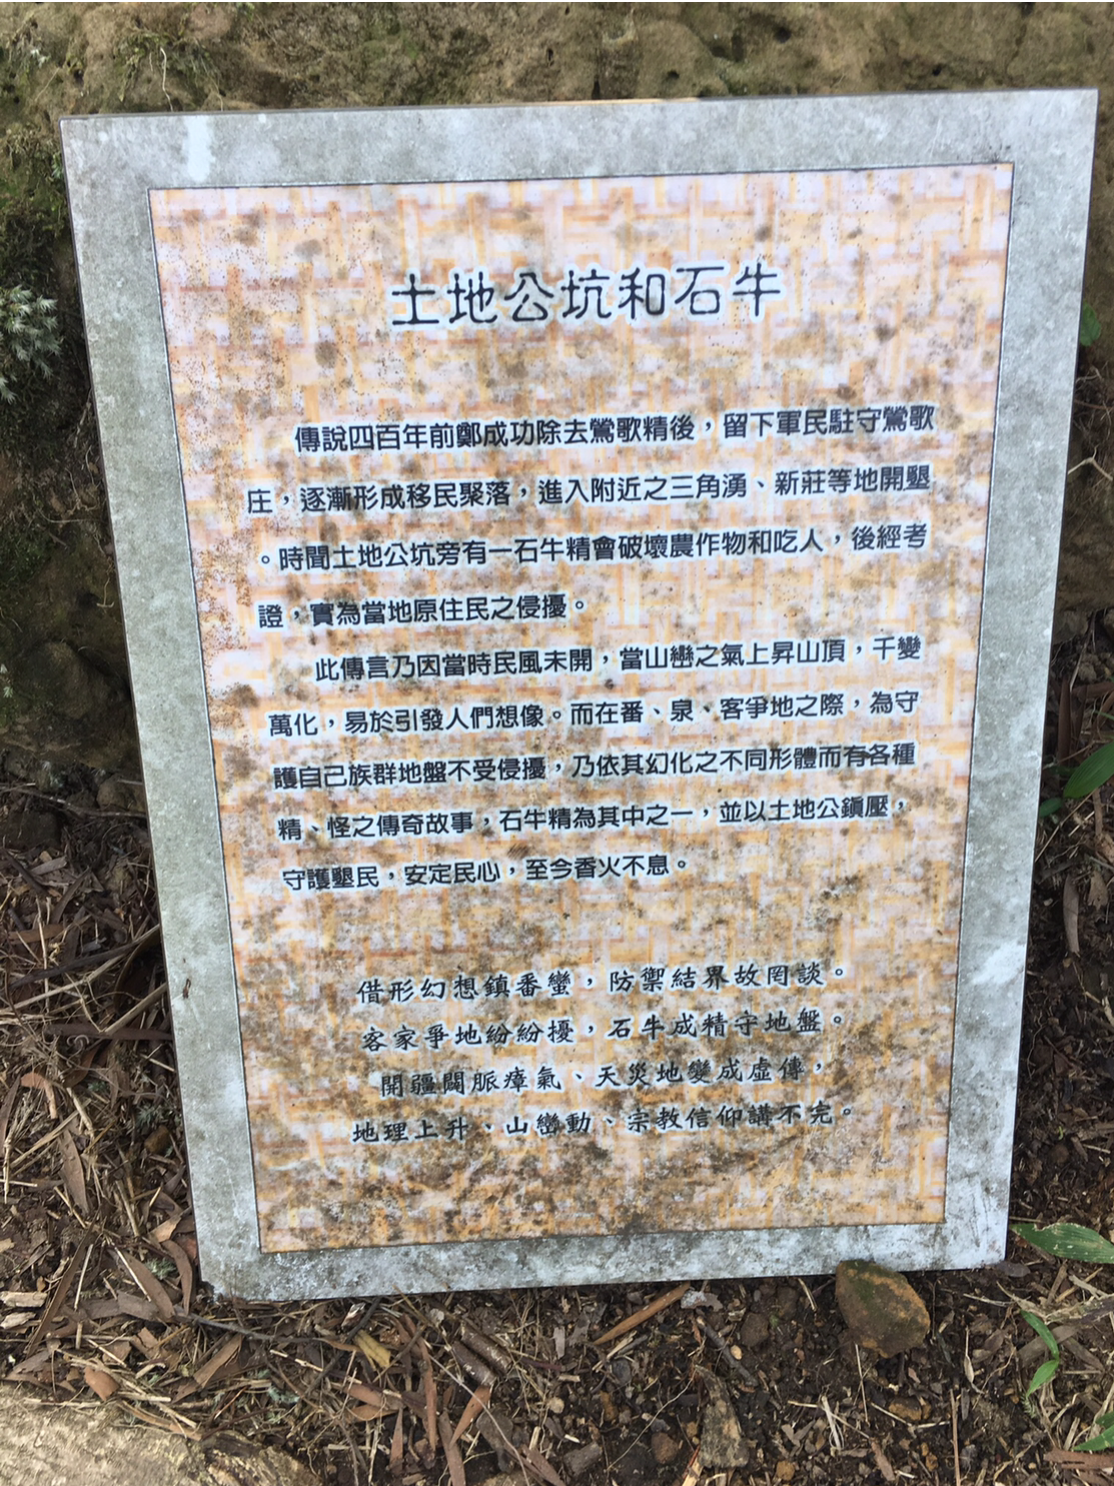 土地公坑和石牛
傳說四百年前鄭成功除去鶯歌精後，留下軍民駐守鶯歌
庄，逐漸形成移民聚落，進入附近之三角湧、新莊等地開墾
。時聞土地公坑旁有一石牛精會破壞農作物和吃人，後經考
證，實為當地原住民之侵擾。
此傳言乃因當時民風未開，當山巒之氣上昇山頂，千變
萬化，易於引發人們想像。而在番、泉、客爭地之際，為守
護自己族群地盤不受侵擾，乃依其幻化之不同形體而有各種
精、怪之傳奇故事，石牛精為其中之一，並以土地公鎮壓，
守護墾民，安定民心，至今香火不息。
借形幻想鎮番蠻，防禦結界故罔談。
客家爭地紛紛擾，石牛成精守地盤。
開疆闢脈瘴氣、天災地變成虛傳，
地理上升、山巒動、宗教信仰講不完。